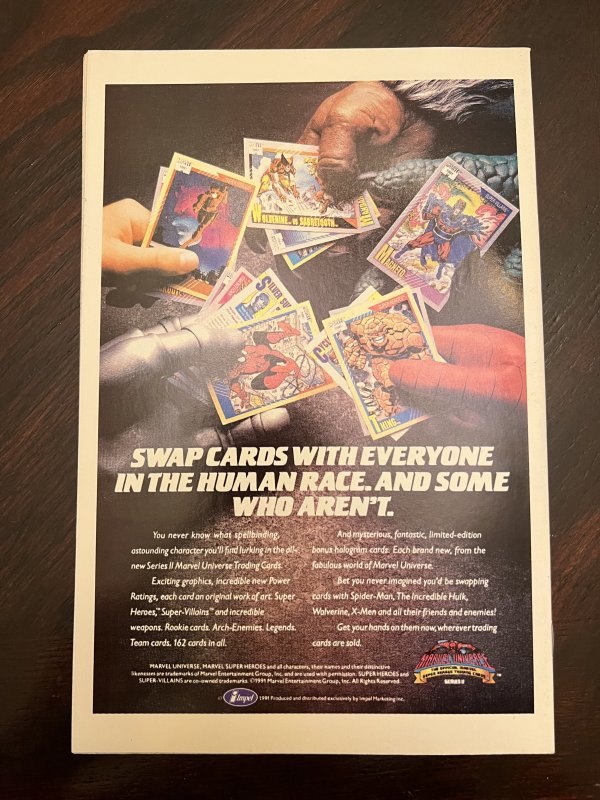 WOLVERINE vs SABRETOOTH
MAGNETO
SILVER SU
THING
SWAP CARDS WITH EVERYONE
IN THE HUMAN RACE. AND SOME
WHO AREN'T.
You never know what spellbinding,
astounding character you'll find lurking in the all-
new Series II Marvel Universe Trading Cards.
Exciting graphics, incredible new Power
Ratings, each card an original work of art. Super
Heroes,™ Super-Villains™ and incredible
weapons. Rookie cards. Arch-Enemies. Legends.
Team cards. 162 cards in all.
And mysterious, fantastic, limited-edition
bonus hologram cards. Each brand new, from the
fabulous world of Marvel Universe.
Bet you never imagined you'd be swapping
cards with Spider-Man, The Incredible Hulk,
Wolverine, X-Men and all their friends and enemies!
Get your hands on them now, wherever trading
cards are sold.
MARVEL UNIVERSE, MARVEL SUPER HEROES and all characters, their names and their distinctive
likenesses are trademarks of Marvel Entertainment Group, Inc. and are used with permission. SUPER HEROES and
SUPER-VILLAINS are co-owned trademarks. ©1991 Marvel Entertainment Group, Inc. All Rights Reserved.
MARVEL UNIVERSE
SERIES II
© Impel 1991 Produced and distributed exclusively by Impel Marketing Inc.